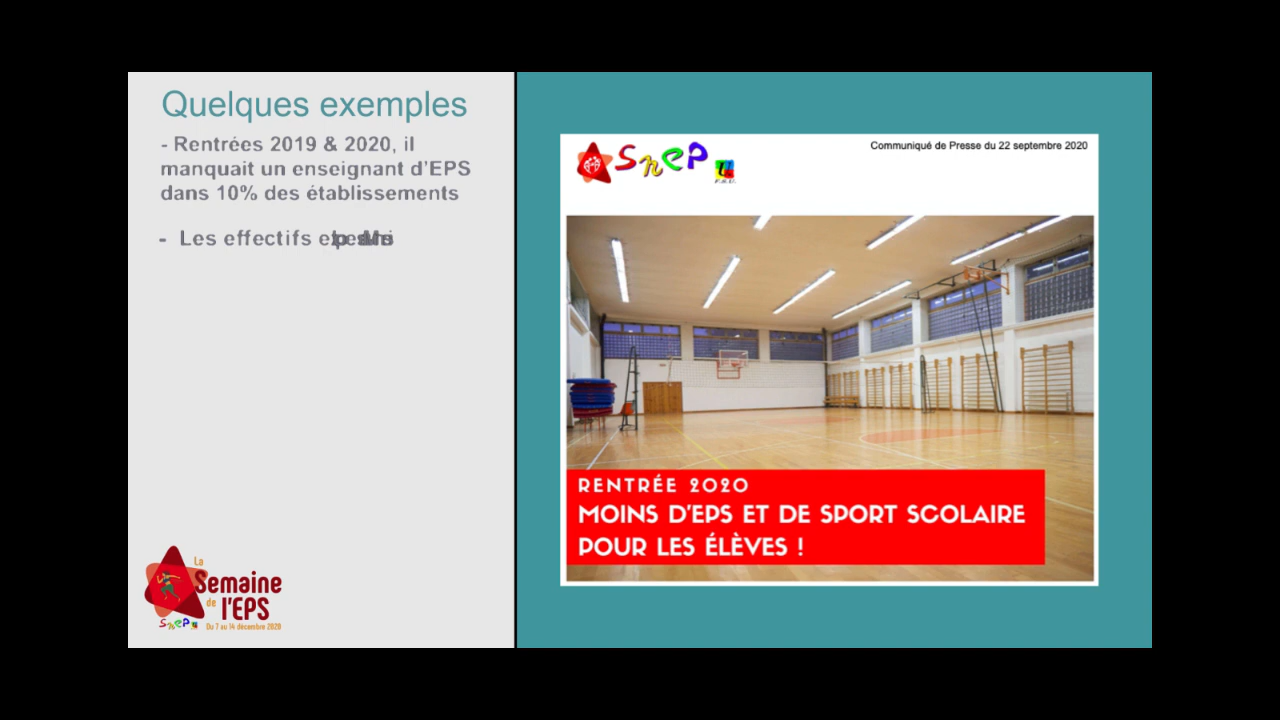 Quelques exemples
- Rentrées 2019 & 2020, il
manquait un enseignant d'EPS
dans 10% des établissements
- Les effectifs
La
Semaine
de l'EPS
SnEP
Du 7 au 14 décembre 2020
SnEP
Communiqué de Presse du 22 septembre 2020
RENTRÉE 2020
MOINS D'EPS ET DE SPORT SCOLAIRE
POUR LES ÉLÈVES !